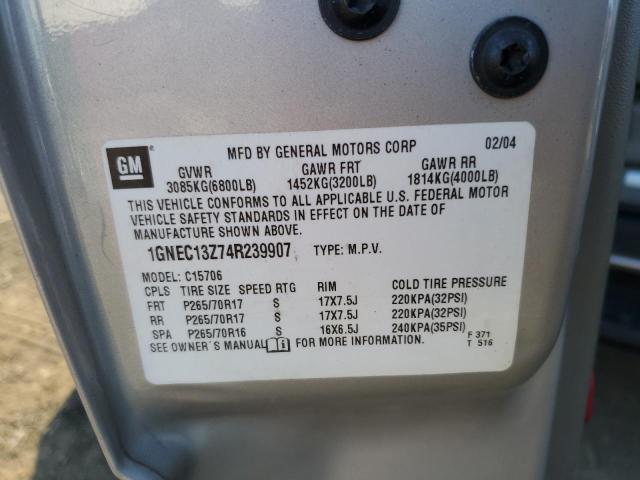 GM
MFD BY GENERAL MOTORS CORP 02/04
GVWR GAWR FRT GAWR RR
3085KG(6800LB) 1452KG(3200LB) 1814KG(4000LB)
THIS VEHICLE CONFORMS TO ALL APPLICABLE U.S. FEDERAL MOTOR
VEHICLE SAFETY STANDARDS IN EFFECT ON THE DATE OF
MANUFACTURE SHOWN ABOVE.
1GNEC13Z74R239907 TYPE: M.P.V.
MODEL: C15706
CPLS TIRE SIZE SPEED RTG RIM COLD TIRE PRESSURE
FRT P265/70R17 S 17X7.5J 220KPA(32PSI)
RR P265/70R17 S 17X7.5J 220KPA(32PSI)
SPA P265/70R16 S 16X6.5J 240KPA(35PSI)
SEE OWNER'S MANUAL FOR MORE INFORMATION.
F 371
T 516